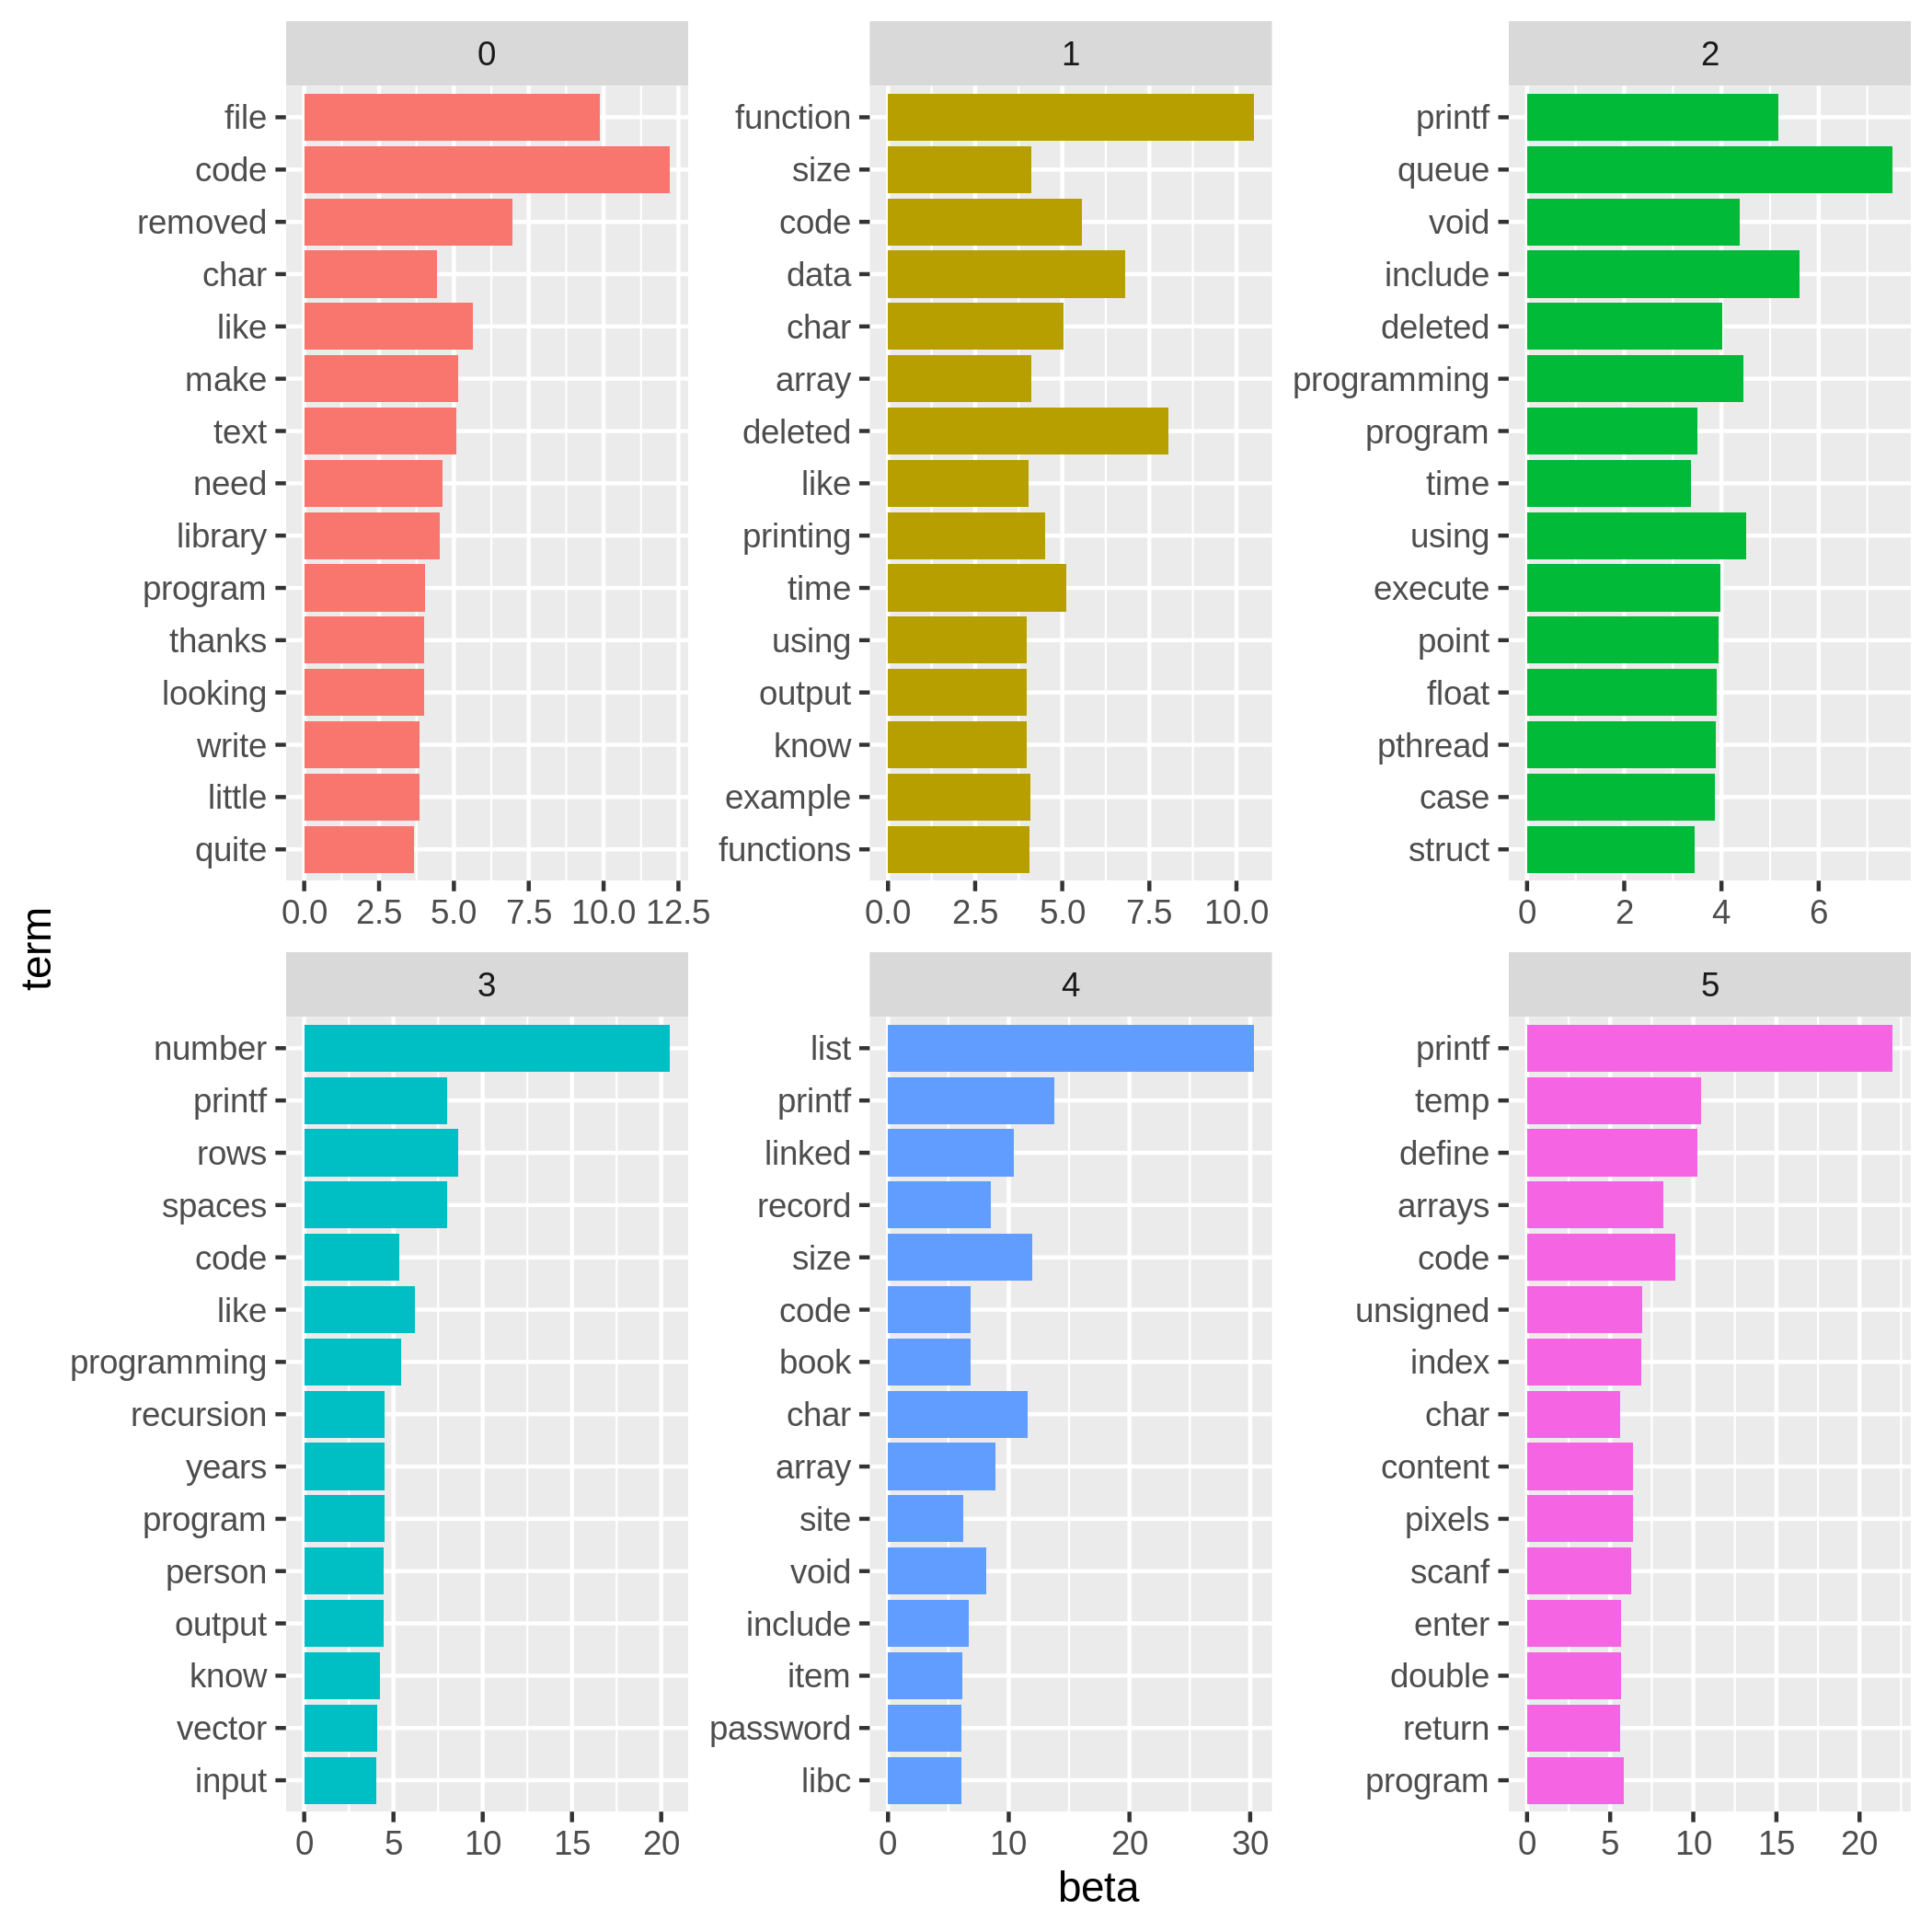 0
file
code
removed
char
like
make
text
need
library
program
thanks
looking
write
little
quite
0.0 2.5 5.0 7.5 10.0 12.5
1
function
size
code
data
char
array
deleted
like
printing
time
using
output
know
example
functions
0.0 2.5 5.0 7.5 10.0
2
printf
queue
void
include
deleted
programming
program
time
using
execute
point
float
pthread
case
struct
0 2 4 6
term
3
number
printf
rows
spaces
code
like
programming
recursion
years
program
person
output
know
vector
input
0 5 10 15 20
4
list
printf
linked
record
size
code
book
char
array
site
void
include
item
password
libc
0 10 20 30
5
printf
temp
define
arrays
code
unsigned
index
char
content
pixels
scanf
enter
double
return
program
0 5 10 15 20
beta